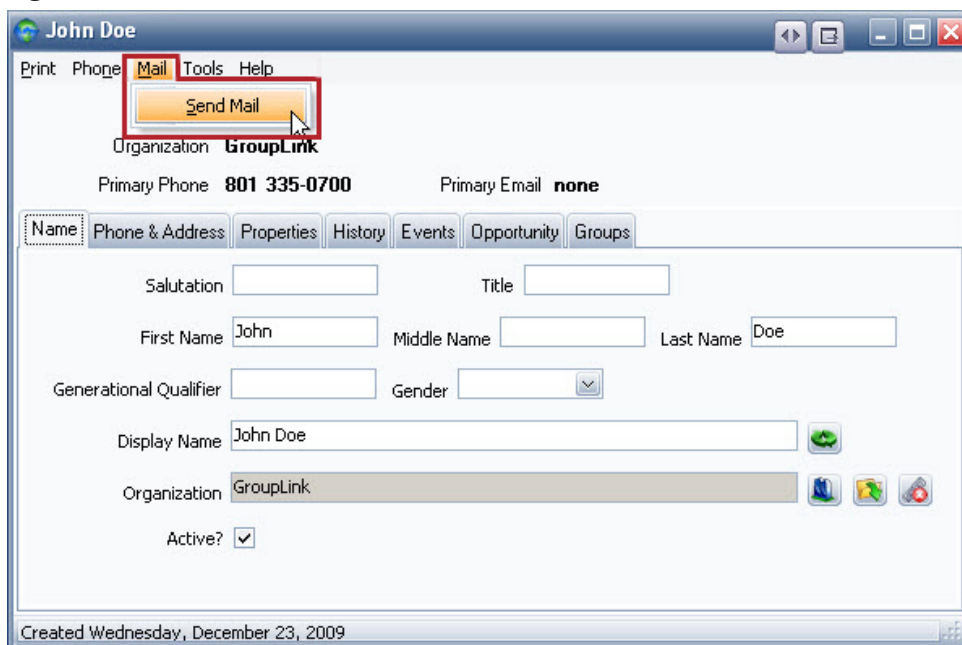 John Doe
Print Phone Mail Tools Help
Send Mail
Organization GroupLink
Primary Phone 801 335-0700 Primary Email none
Name Phone & Address Properties History Events Opportunity Groups
Salutation Title
First Name John Middle Name Last Name Doe
Generational Qualifier Gender
Display Name John Doe
Organization GroupLink
Active?
Created Wednesday, December 23, 2009